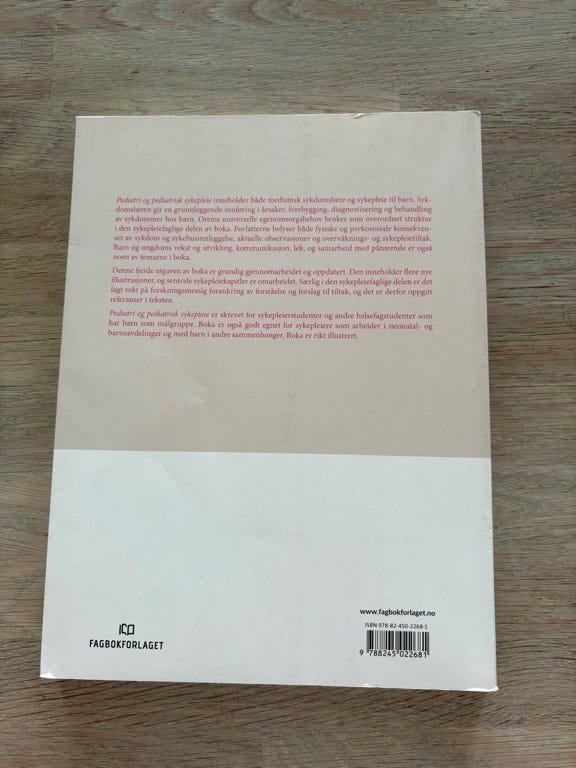 Pediatri og pediatrisk sykepleie inneholder både medisinsk sykdomslære og sykepleie til barn. Syk-
domslæren gir en grunnleggende innføring i årsaker, forebygging, diagnostisering og behandling
av sykdommer hos barn. Orems universelle egenomsorgsbehov brukes som overordnet struktur
i den sykepleiefaglige delen av boka. Forfatterne belyser både fysiske og psykososiale konsekven-
ser av sykdom og sykehusinnleggelse, aktuelle observasjoner og overvåknings- og sykepleietiltak.
Barn og ungdoms vekst og utvikling, kommunikasjon, lek, og samarbeid med pårørende er også
noen av temaene i boka.
Denne fjerde utgaven av boka er grundig gjennomarbeidet og oppdatert. Den inneholder flere nye
illustrasjoner, og sentrale sykepleiekapitler er omarbeidet. Særlig i den sykepleiefaglige delen er det
lagt vekt på forskningsmessig forankring av forståelse og forslag til tiltak, og det er derfor oppgitt
referanser i teksten.
Pediatri og pediatrisk sykepleie er skrevet for sykepleierstudenter og andre helsefagstudenter som
har barn som målgruppe. Boka er også godt egnet for sykepleiere som arbeider i neonatal- og
barneavdelinger og med barn i andre sammenhenger. Boka er rikt illustrert.
www.fagbokforlaget.no
ISBN 978-82-450-2268-1
9 788245 022681
FAGBOKFORLAGET